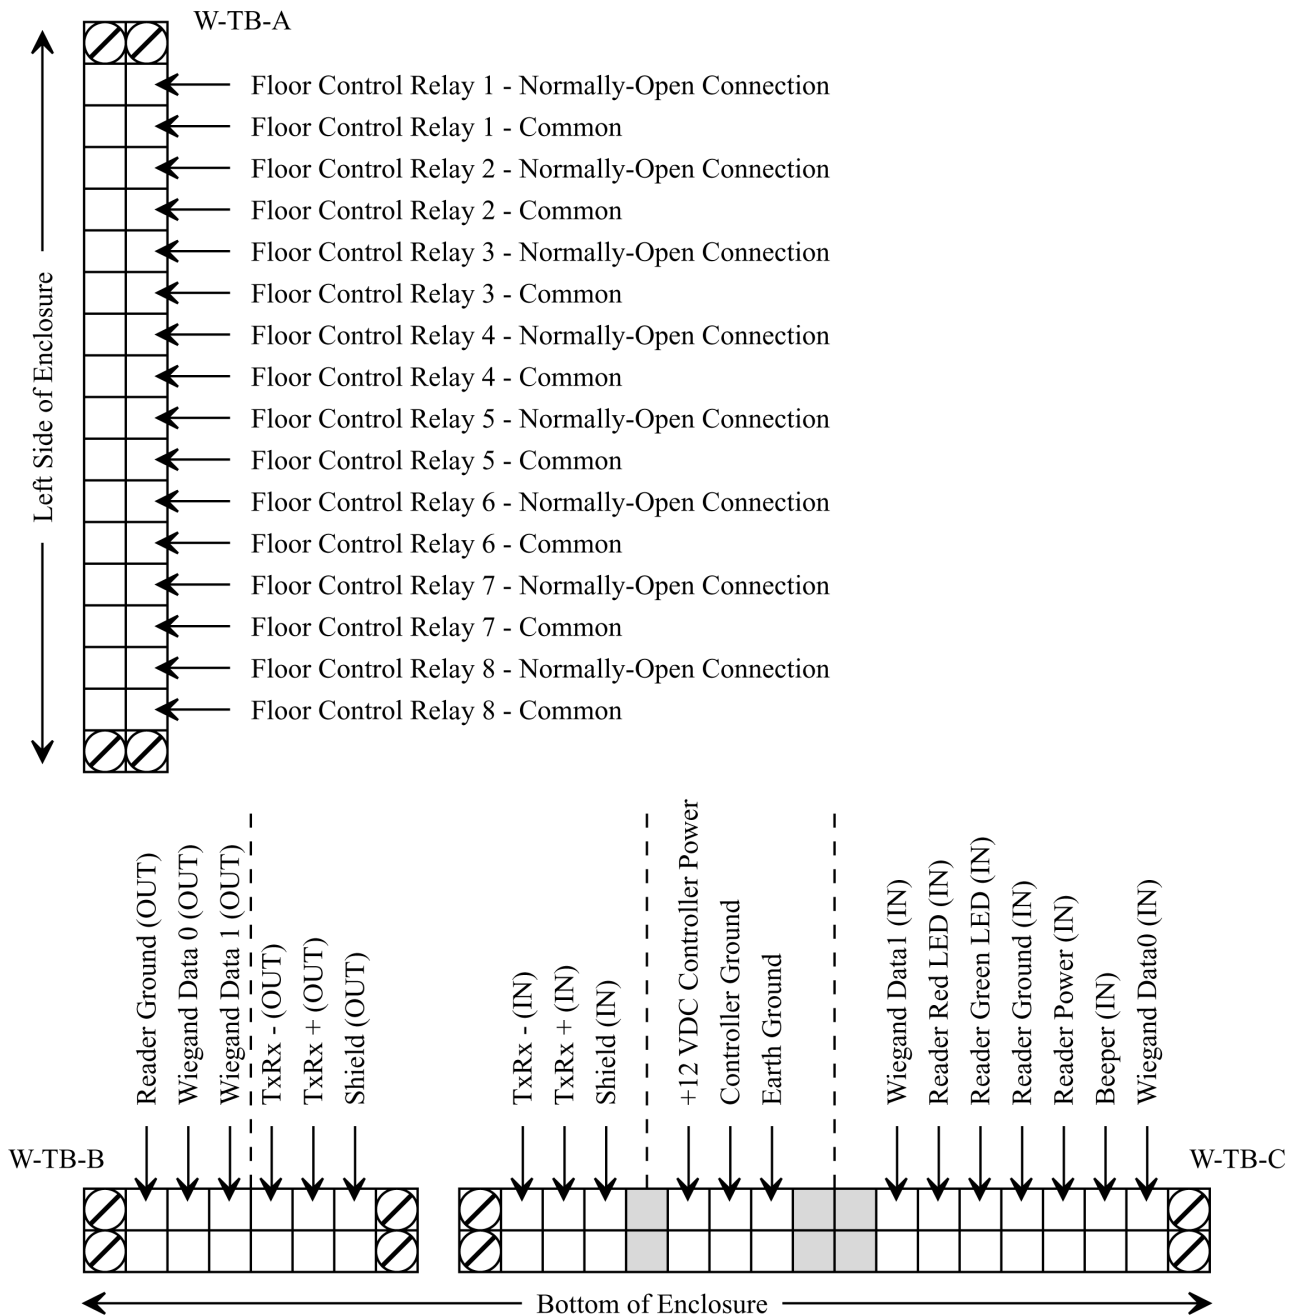 W-TB-A
Floor Control Relay 1 - Normally-Open Connection
Floor Control Relay 1 - Common
Floor Control Relay 2 - Normally-Open Connection
Floor Control Relay 2 - Common
Floor Control Relay 3 - Normally-Open Connection
Floor Control Relay 3 - Common
Floor Control Relay 4 - Normally-Open Connection
Floor Control Relay 4 - Common
Floor Control Relay 5 - Normally-Open Connection
Floor Control Relay 5 - Common
Floor Control Relay 6 - Normally-Open Connection
Floor Control Relay 6 - Common
Floor Control Relay 7 - Normally-Open Connection
Floor Control Relay 7 - Common
Floor Control Relay 8 - Normally-Open Connection
Floor Control Relay 8 - Common
Left Side of Enclosure
W-TB-B
Reader Ground (OUT)
Wiegand Data 0 (OUT)
Wiegand Data 1 (OUT)
TxRx - (OUT)
TxRx + (OUT)
Shield (OUT)
TxRx - (IN)
TxRx + (IN)
Shield (IN)
+12 VDC Controller Power
Controller Ground
Earth Ground
Wiegand Data1 (IN)
Reader Red LED (IN)
Reader Green LED (IN)
Reader Ground (IN)
Reader Power (IN)
Beeper (IN)
Wiegand Data0 (IN)
W-TB-C
Bottom of Enclosure